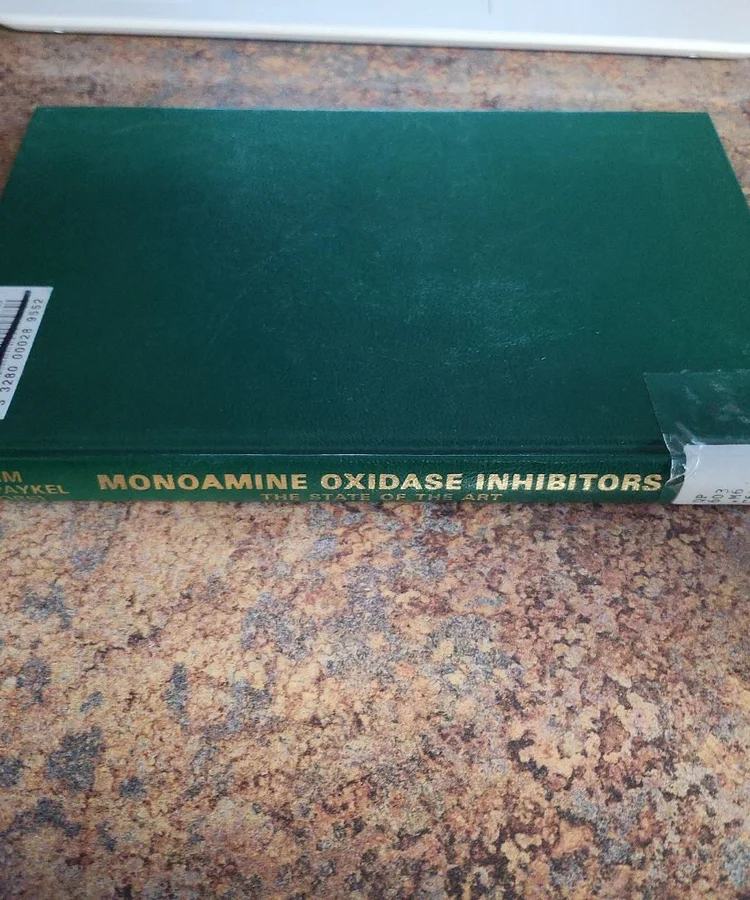 3280 00028 9552
PAYKEL
MONOAMINE OXIDASE INHIBITORS
THE STATE OF THE ART